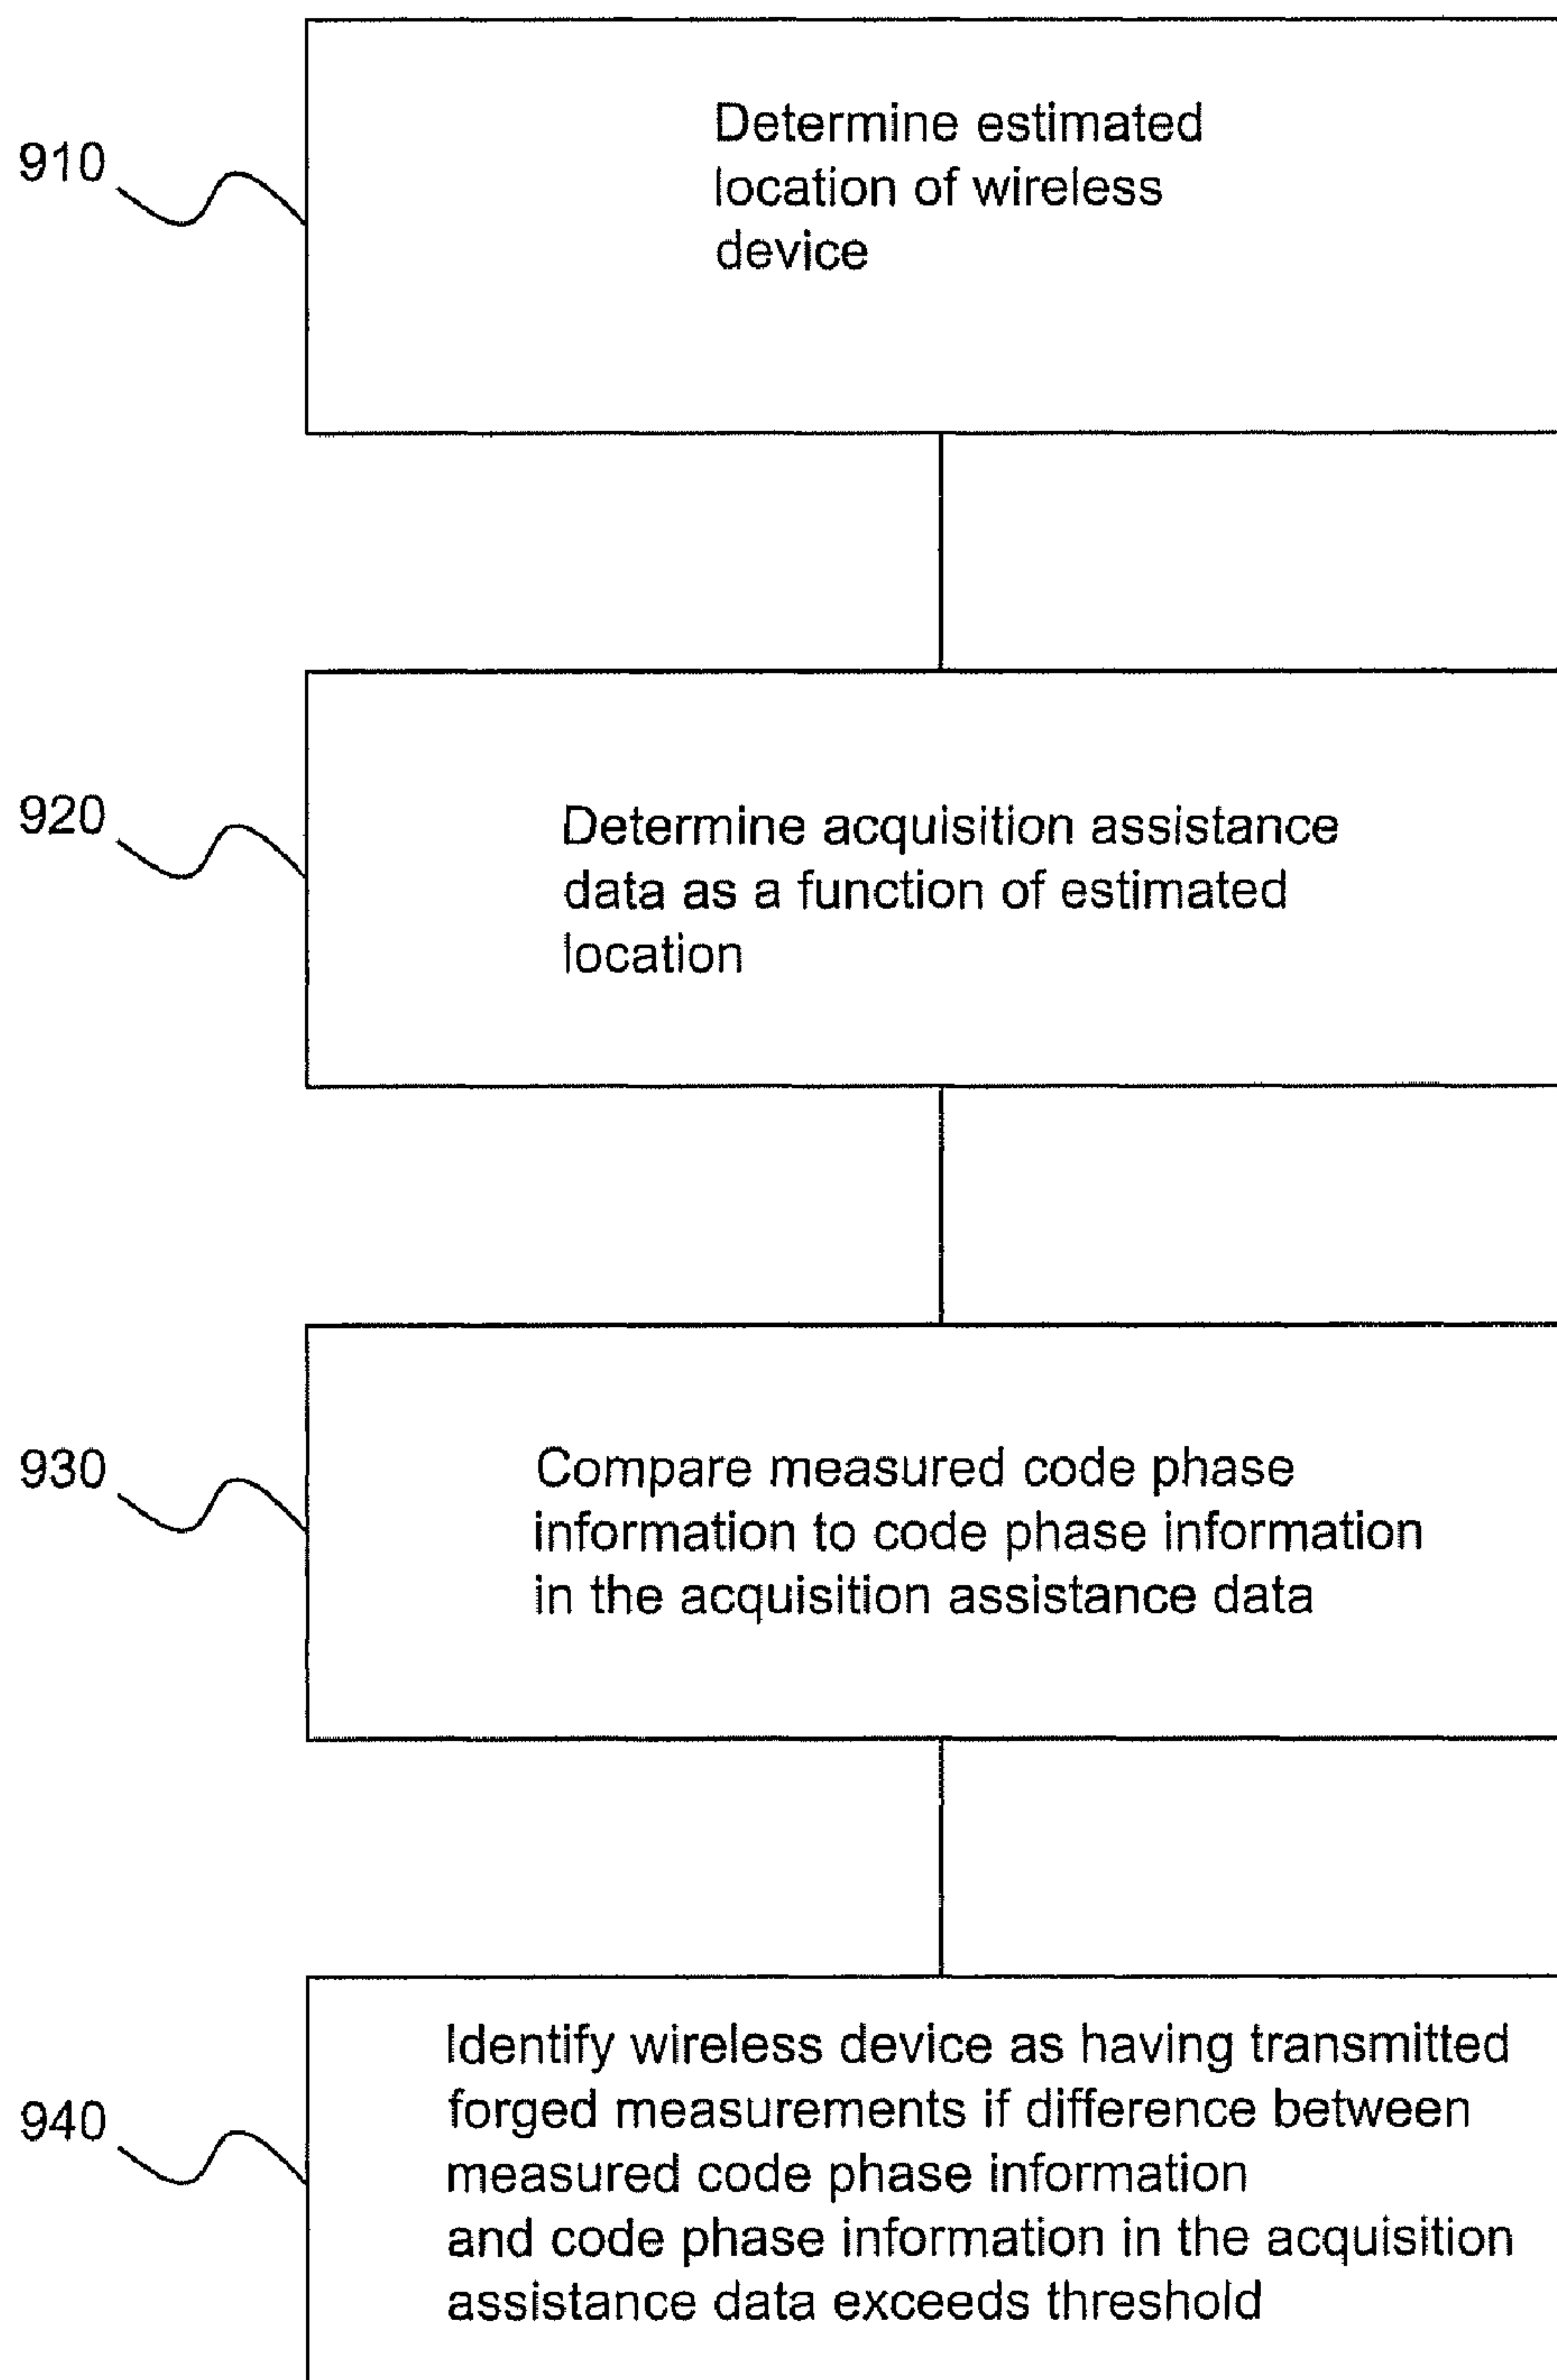 910
Determine estimated
location of wireless
device
920
Determine acquisition assistance
data as a function of estimated
location
930
Compare measured code phase
information to code phase information
in the acquisition assistance data
940
Identify wireless device as having transmitted
forged measurements if difference between
measured code phase information
and code phase information in the acquisition
assistance data exceeds threshold